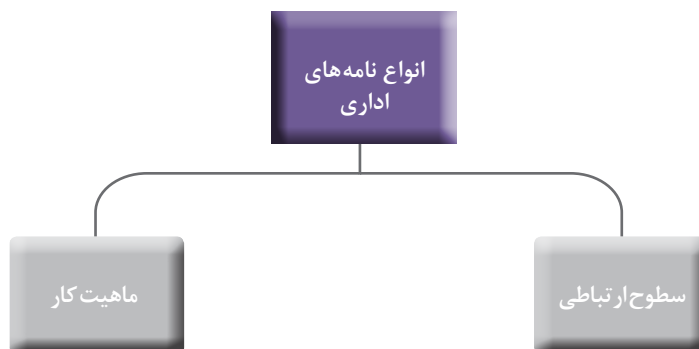 انواع نامه‌های
اداری
سطوح ارتباطی
ماهیت کار